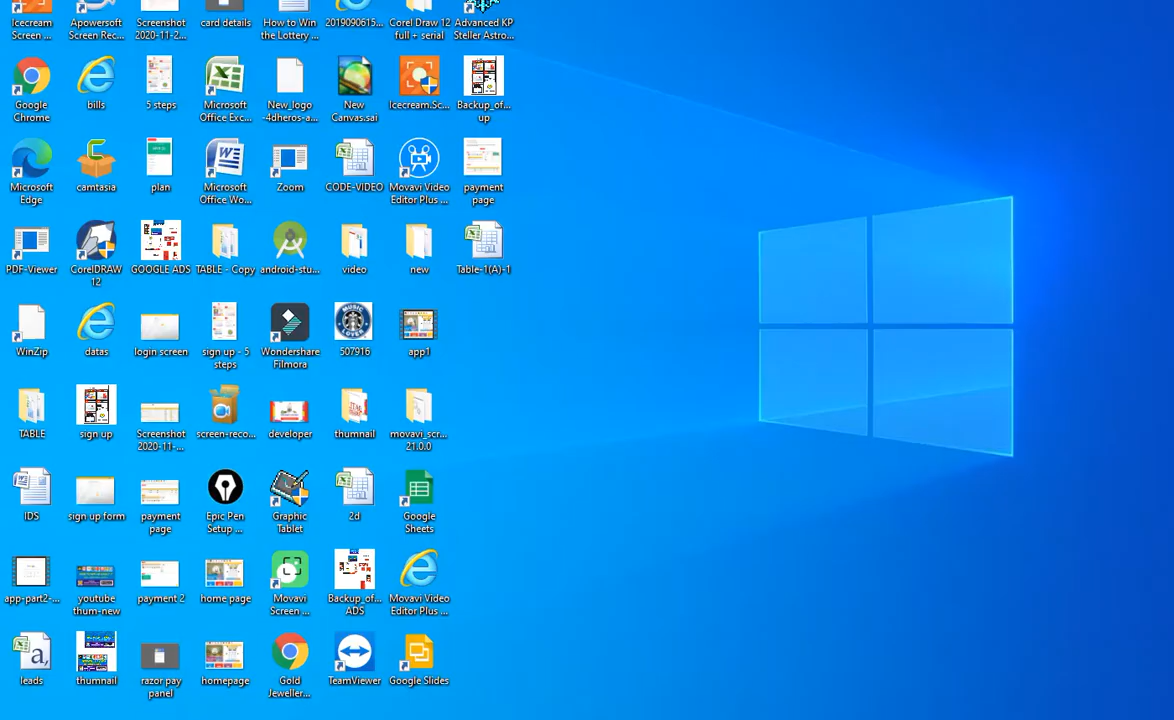 Icecream
Screen ...
Apowersoft
Screen Rec...
Screenshot
2020-11-2...
card details
How to Win
the Lottery ...
2019090615...
Corel Draw 12
full + serial
Advanced KP
Steller Astro...
Google
Chrome
bills
5 steps
Microsoft
Office Exc...
New_logo
-4dheros-a...
New
Canvas.sai
Icecream.Sc...
Backup_of...
up
Microsoft
Edge
camtasia
plan
Microsoft
Office Wo...
Zoom
CODE-VIDEO
Movavi Video
Editor Plus ...
payment
page
PDF-Viewer
CorelDRAW
12
GOOGLE ADS
TABLE - Copy
android-stu...
video
new
Table-1(A)-1
WinZip
datas
login screen
sign up - 5
steps
Wondershare
Filmora
507916
app1
TABLE
sign up
Screenshot
2020-11-...
screen-reco...
developer
thumnail
movavi_scr...
21.0.0
IDS
sign up form
payment
page
Epic Pen
Setup ...
Graphic
Tablet
2d
Google
Sheets
app-part2-...
youtube
thum-new
payment 2
home page
Movavi
Screen ...
Backup_of...
ADS
Movavi Video
Editor Plus ...
leads
thumnail
razor pay
panel
homepage
Gold
Jeweller...
TeamViewer
Google Slides